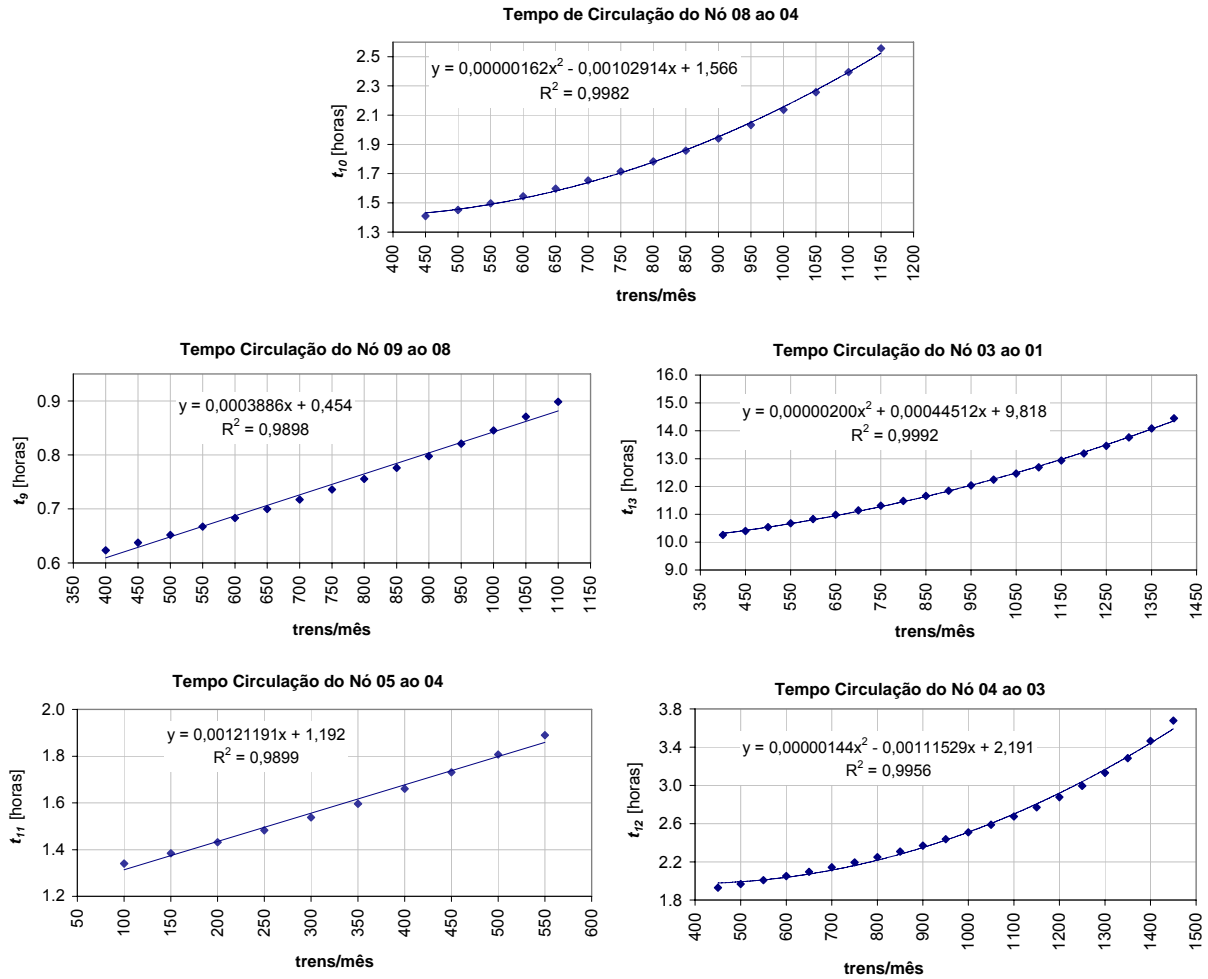 Tempo de Circulação do Nó 08 ao 04
y = 0,00000162x² - 0,00102914x + 1,566
R² = 0,9982
t10 [horas]
2.5
2.3
2.1
1.9
1.7
1.5
1.3
400 450 500 550 600 650 700 750 800 850 900 950 1000 1050 1100 1150 1200
trens/mês
Tempo Circulação do Nó 09 ao 08
y = 0,0003886x + 0,454
R² = 0,9898
t9 [horas]
0.9
0.8
0.7
0.6
350 400 450 500 550 600 650 700 750 800 850 900 950 1000 1050 1100 1150
trens/mês
Tempo Circulação do Nó 03 ao 01
y = 0,00000200x² + 0,00044512x + 9,818
R² = 0,9992
t13 [horas]
16.0
15.0
14.0
13.0
12.0
11.0
10.0
9.0
350 450 550 650 750 850 950 1050 1150 1250 1350 1450
trens/mês
Tempo Circulação do Nó 05 ao 04
y = 0,00121191x + 1,192
R² = 0,9899
t11 [horas]
2.0
1.8
1.6
1.4
1.2
50 100 150 200 250 300 350 400 450 500 550 600
trens/mês
Tempo Circulação do Nó 04 ao 03
y = 0,00000144x² - 0,00111529x + 2,191
R² = 0,9956
t12 [horas]
3.8
3.4
3.0
2.6
2.2
1.8
400 500 600 700 800 900 1000 1100 1200 1300 1400 1500
trens/mês